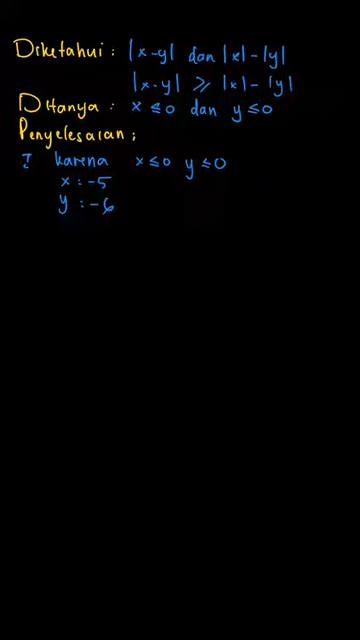 Diketahui : |x-y| dan |x|-|y|
|x-y| ≥ |x|-|y|
Ditanya : x ≤ 0 dan y ≤ 0
Penyelesaian :
karena x ≤ 0 y ≤ 0
x : -5
y : -6